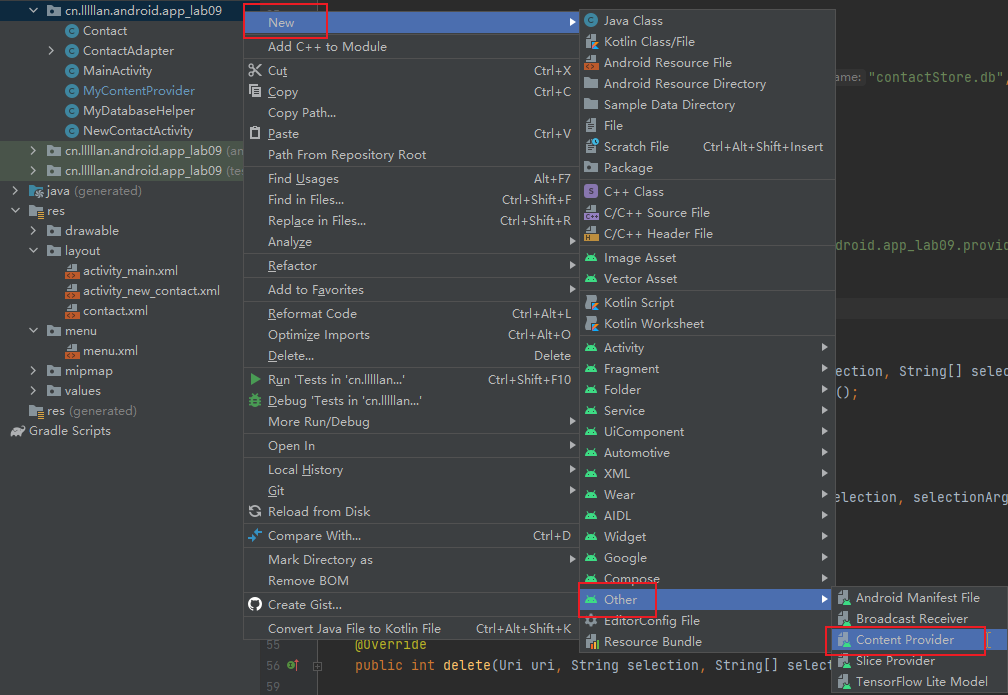 cn.lllllan.android.app_lab09
Contact
ContactAdapter
MainActivity
MyContentProvider
MyDatabaseHelper
NewContactActivity
cn.lllllan.android.app_lab09 (an
cn.lllllan.android.app_lab09 (te
java (generated)
res
drawable
layout
activity_main.xml
activity_new_contact.xml
contact.xml
menu
menu.xml
mipmap
values
res (generated)
Gradle Scripts
New
Add C++ to Module
Cut Ctrl+X
Copy Ctrl+C
Copy Path...
Paste Ctrl+V
Path From Repository Root
Find Usages Alt+F7
Find in Files... Ctrl+Shift+F
Replace in Files... Ctrl+Shift+R
Analyze
Refactor
Add to Favorites
Reformat Code Ctrl+Alt+L
Optimize Imports Ctrl+Alt+O
Delete... Delete
Run 'Tests in 'cn.lllllan...' Ctrl+Shift+F10
Debug 'Tests in 'cn.lllllan...'
More Run/Debug
Open In
Local History
Git
Reload from Disk
Compare With... Ctrl+D
Mark Directory as
Remove BOM
Create Gist...
Convert Java File to Kotlin File Ctrl+Alt+Shift+K
Java Class
Kotlin Class/File
Android Resource File
Android Resource Directory
Sample Data Directory
File
Scratch File Ctrl+Alt+Shift+Insert
Package
C++ Class
C/C++ Source File
C/C++ Header File
Image Asset
Vector Asset
Kotlin Script
Kotlin Worksheet
Activity
Fragment
Folder
Service
UiComponent
Automotive
XML
Wear
AIDL
Widget
Google
Compose
Other
EditorConfig File
Resource Bundle
Android Manifest File
Broadcast Receiver
Content Provider
Slice Provider
TensorFlow Lite Model
ame: "contactStore.db",
droid.app_lab09.provid
ection, String[] selec
();
election, selectionArg
55 @Override
56 public int delete(Uri uri, String selection, String[] select
59